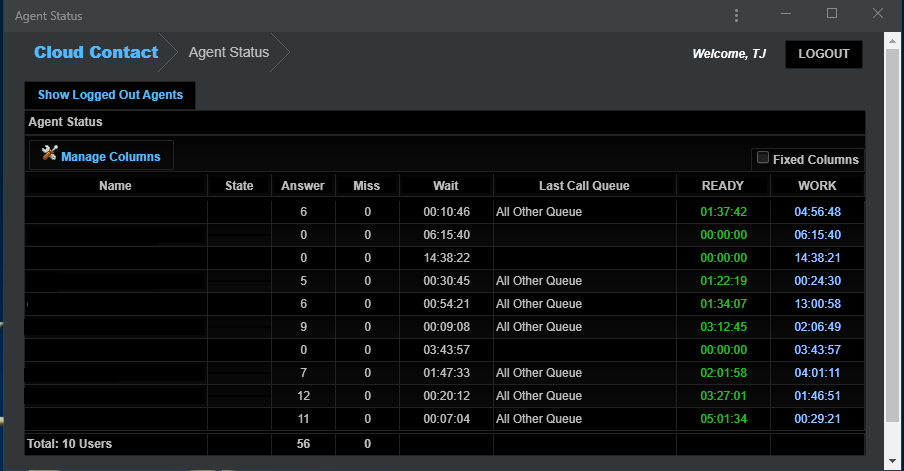 Agent Status
Cloud Contact Agent Status Welcome, TJ LOGOUT
Show Logged Out Agents
Agent Status
Manage Columns Fixed Columns
Name State Answer Miss Wait Last Call Queue READY WORK
6 0 00:10:46 All Other Queue 01:37:42 04:56:48
0 0 06:15:40 00:00:00 06:15:40
0 0 14:38:22 00:00:00 14:38:21
5 0 00:30:45 All Other Queue 01:22:19 00:24:30
6 0 00:54:21 All Other Queue 01:34:07 13:00:58
9 0 00:09:08 All Other Queue 03:12:45 02:06:49
0 0 03:43:57 00:00:00 03:43:57
7 0 01:47:33 All Other Queue 02:01:58 04:01:11
12 0 00:20:12 All Other Queue 03:27:01 01:46:51
11 0 00:07:04 All Other Queue 05:01:34 00:29:21
Total: 10 Users 56 0